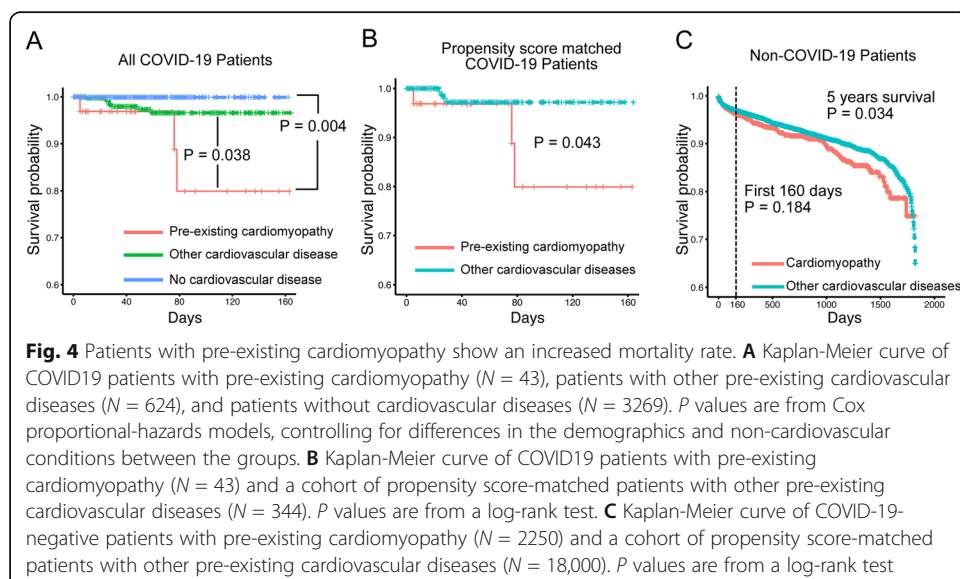 A
All COVID-19 Patients
Survival probability
1.0
0.9
0.8
0.7
0.6
P = 0.004
P = 0.038
Pre-existing cardiomyopathy
Other cardiovascular disease
No cardiovascular disease
0 40 80 120 160
Days
B
Propensity score matched
COVID-19 Patients
Survival probability
1.0
0.9
0.8
0.7
0.6
P = 0.043
Pre-existing cardiomyopathy
Other cardiovascular diseases
0 40 80 120 160
Days
C
Non-COVID-19 Patients
Survival probability
1.0
0.9
0.8
0.7
0.6
5 years survival
P = 0.034
First 160 days
P = 0.184
Cardiomyopathy
Other cardiovascular diseases
0 160 500 1000 1500 2000
Days
Fig. 4 Patients with pre-existing cardiomyopathy show an increased mortality rate. A Kaplan-Meier curve of
COVID19 patients with pre-existing cardiomyopathy (N = 43), patients with other pre-existing cardiovascular
diseases (N = 624), and patients without cardiovascular diseases (N = 3269). P values are from Cox
proportional-hazards models, controlling for differences in the demographics and non-cardiovascular
conditions between the groups. B Kaplan-Meier curve of COVID19 patients with pre-existing
cardiomyopathy (N = 43) and a cohort of propensity score-matched patients with other pre-existing
cardiovascular diseases (N = 344). P values are from a log-rank test. C Kaplan-Meier curve of COVID-19-
negative patients with pre-existing cardiomyopathy (N = 2250) and a cohort of propensity score-matched
patients with other pre-existing cardiovascular diseases (N = 18,000). P values are from a log-rank test